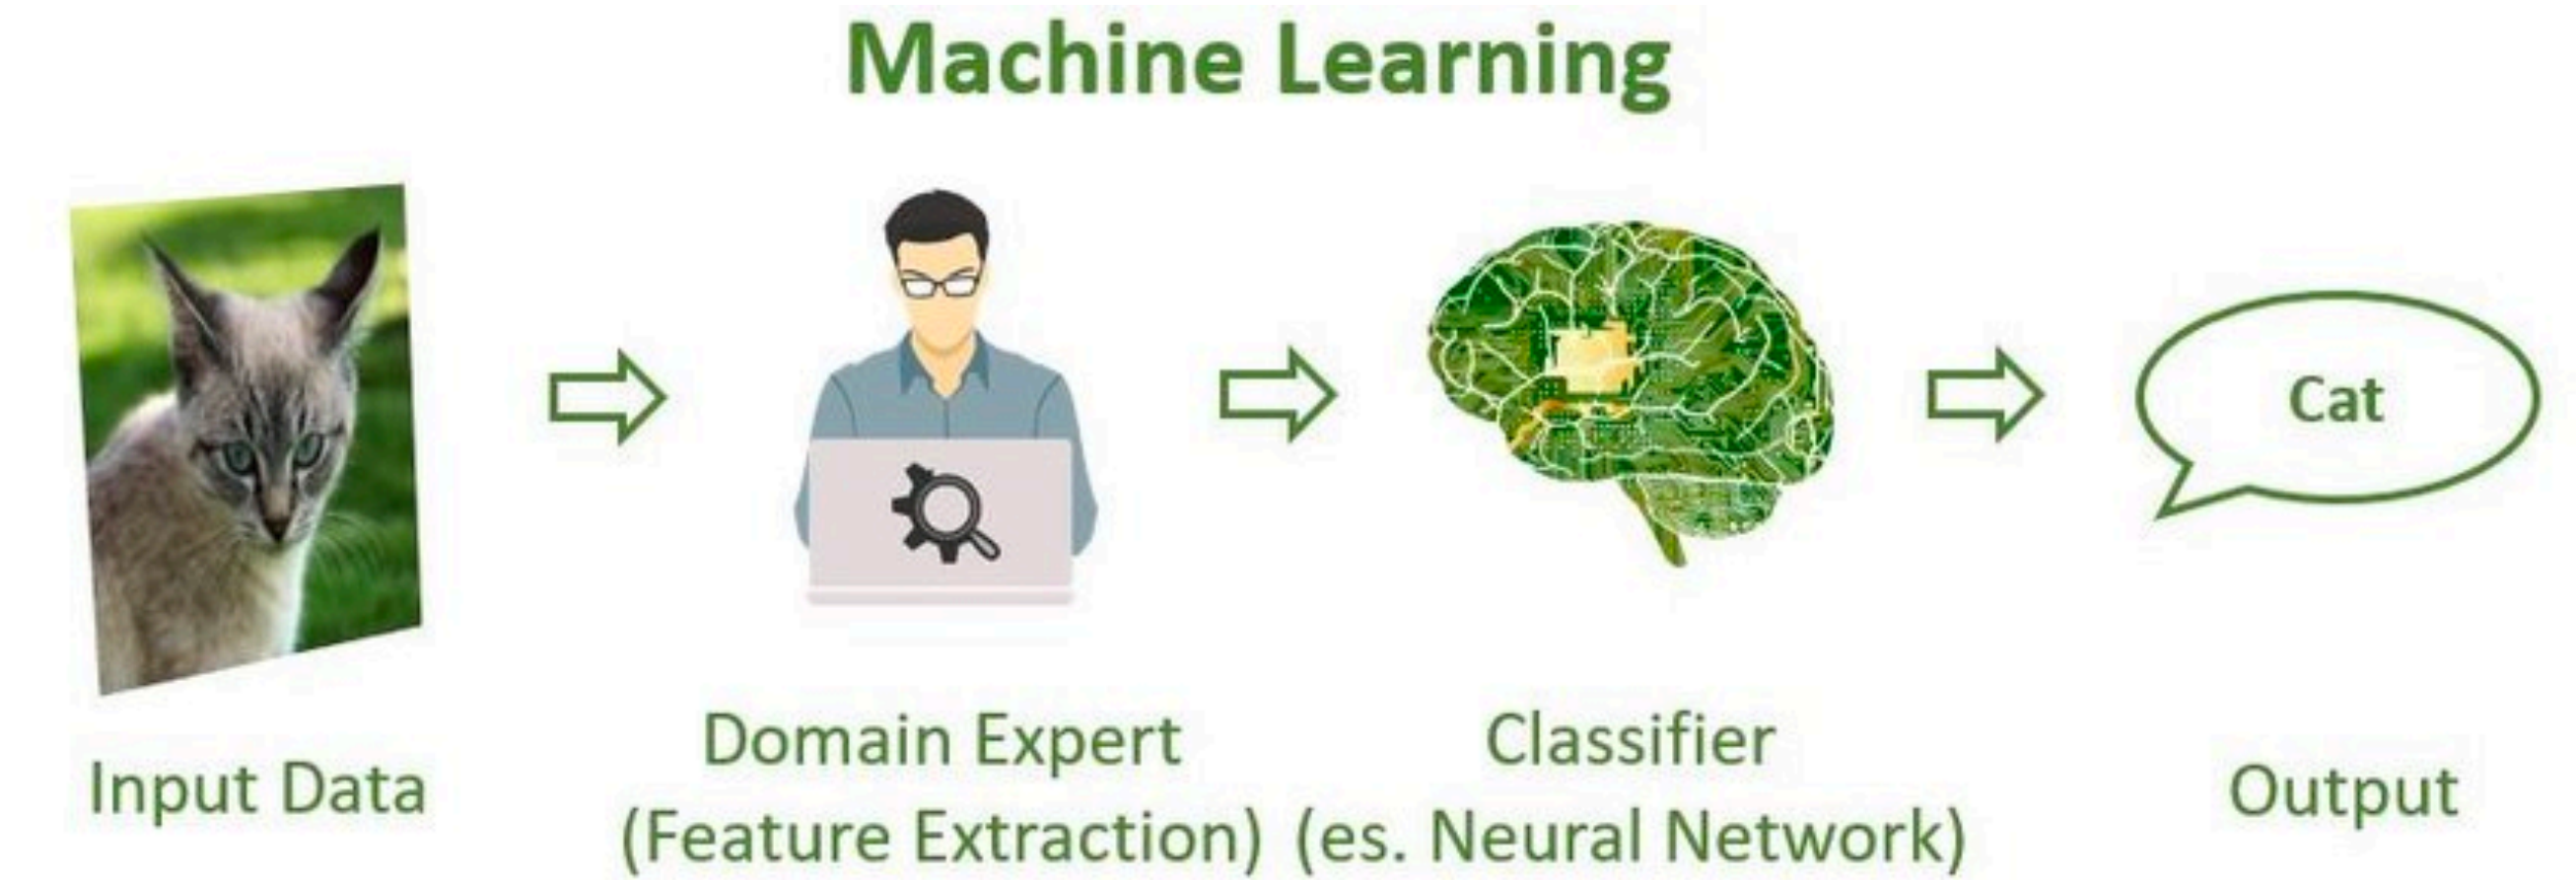 Machine Learning
Cat
Input Data
Domain Expert
(Feature Extraction)
Classifier
(es. Neural Network)
Output